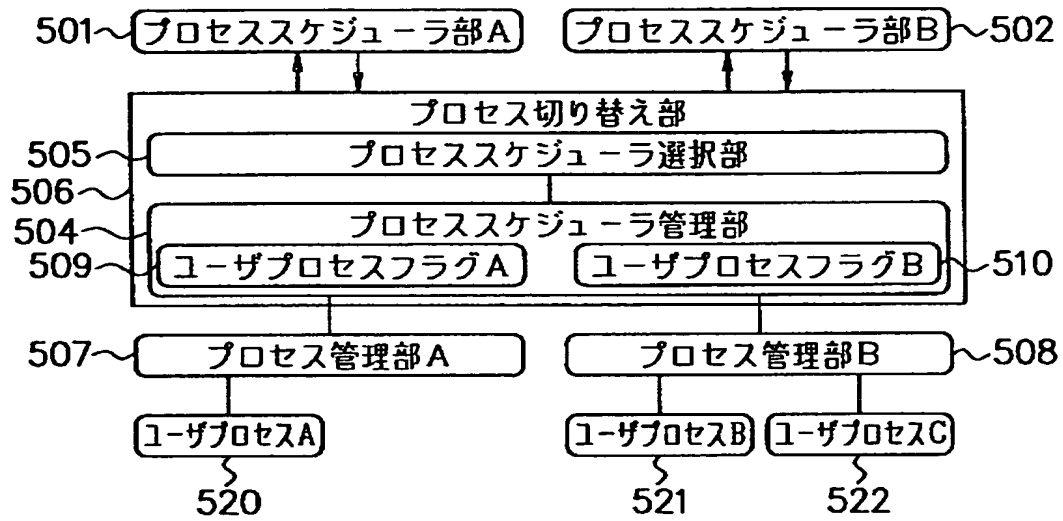 501 プロセススケジューラ部A プロセススケジューラ部B 502
プロセス切り替え部
505 プロセススケジューラ選択部
506
504 プロセススケジューラ管理部
509 ユーザプロセスフラグA ユーザプロセスフラグB 510
507 プロセス管理部A プロセス管理部B 508
ユーザプロセスA ユーザプロセスB ユーザプロセスC
520 521 522